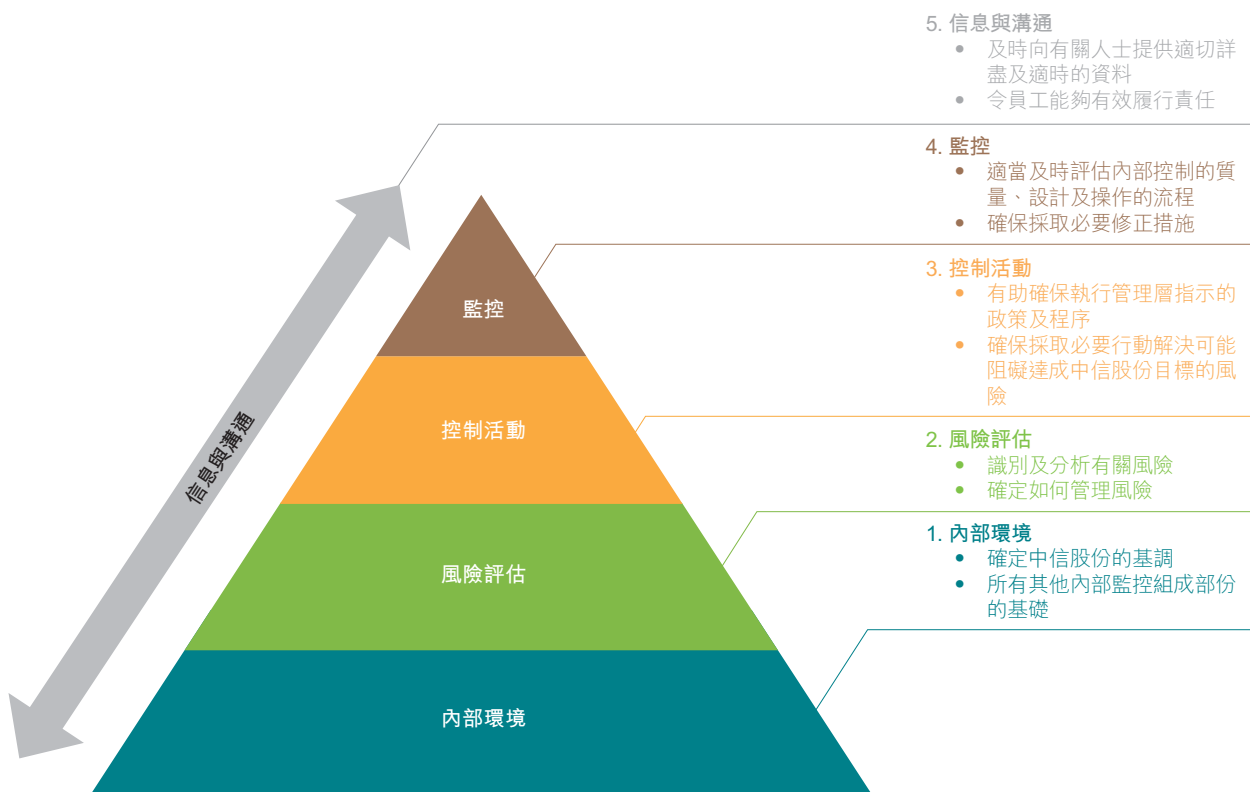 5. 信息與溝通
• 及時向有關人士提供適切詳
盡及適時的資料
• 令員工能夠有效履行責任
4. 監控
• 適當及時評估內部控制的質
量、設計及操作的流程
• 確保採取必要修正措施
3. 控制活動
• 有助確保執行管理層指示的
政策及程序
• 確保採取必要行動解決可能
阻礙達成中信股份目標的風
險
2. 風險評估
• 識別及分析有關風險
• 確定如何管理風險
1. 內部環境
• 確定中信股份的基調
• 所有其他內部監控組成部份
的基礎
信息與溝通
監控
控制活動
風險評估
內部環境